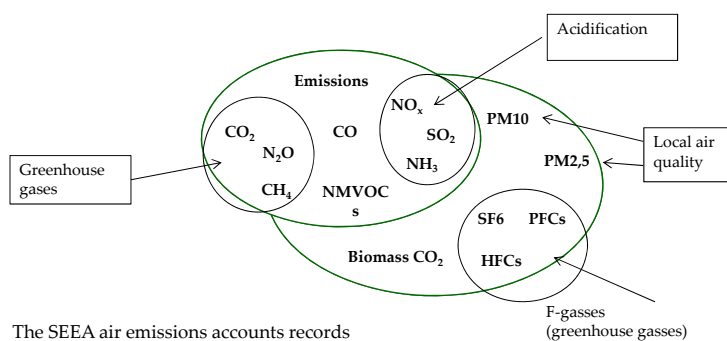 Acidification
Emissions
NOx
PM10
CO2
CO
SO2
Local air
quality
N2O
Greenhouse
gases
NH3
PM2,5
CH4
NMVOC
s
SF6
PFCs
Biomass CO2
HFCs
F-gasses
(greenhouse gasses)
The SEEA air emissions accounts records